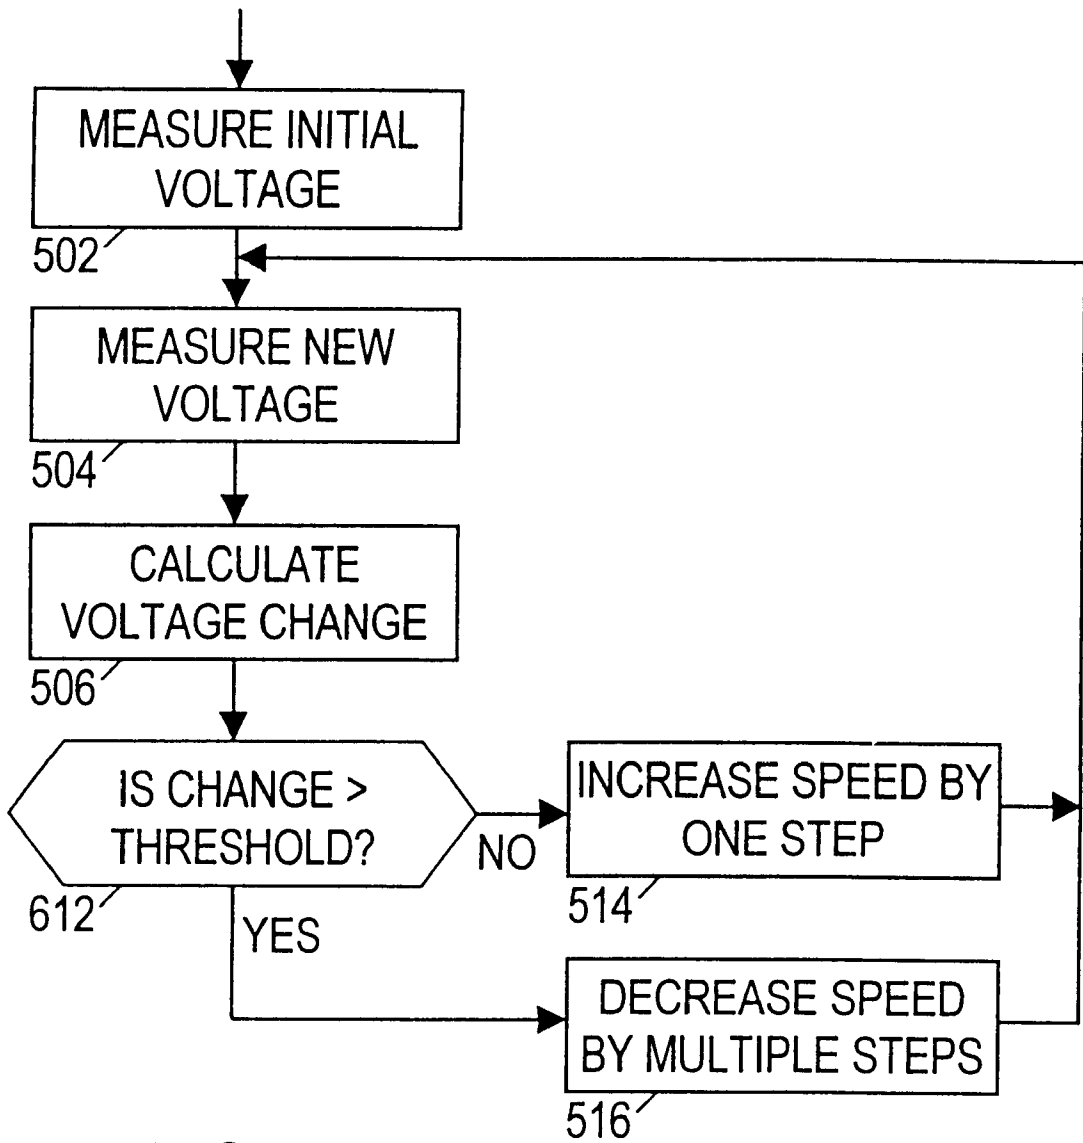 MEASURE INITIAL
VOLTAGE
502
MEASURE NEW
VOLTAGE
504
CALCULATE
VOLTAGE CHANGE
506
IS CHANGE >
THRESHOLD?
612
NO
INCREASE SPEED BY
ONE STEP
514
YES
DECREASE SPEED
BY MULTIPLE STEPS
516